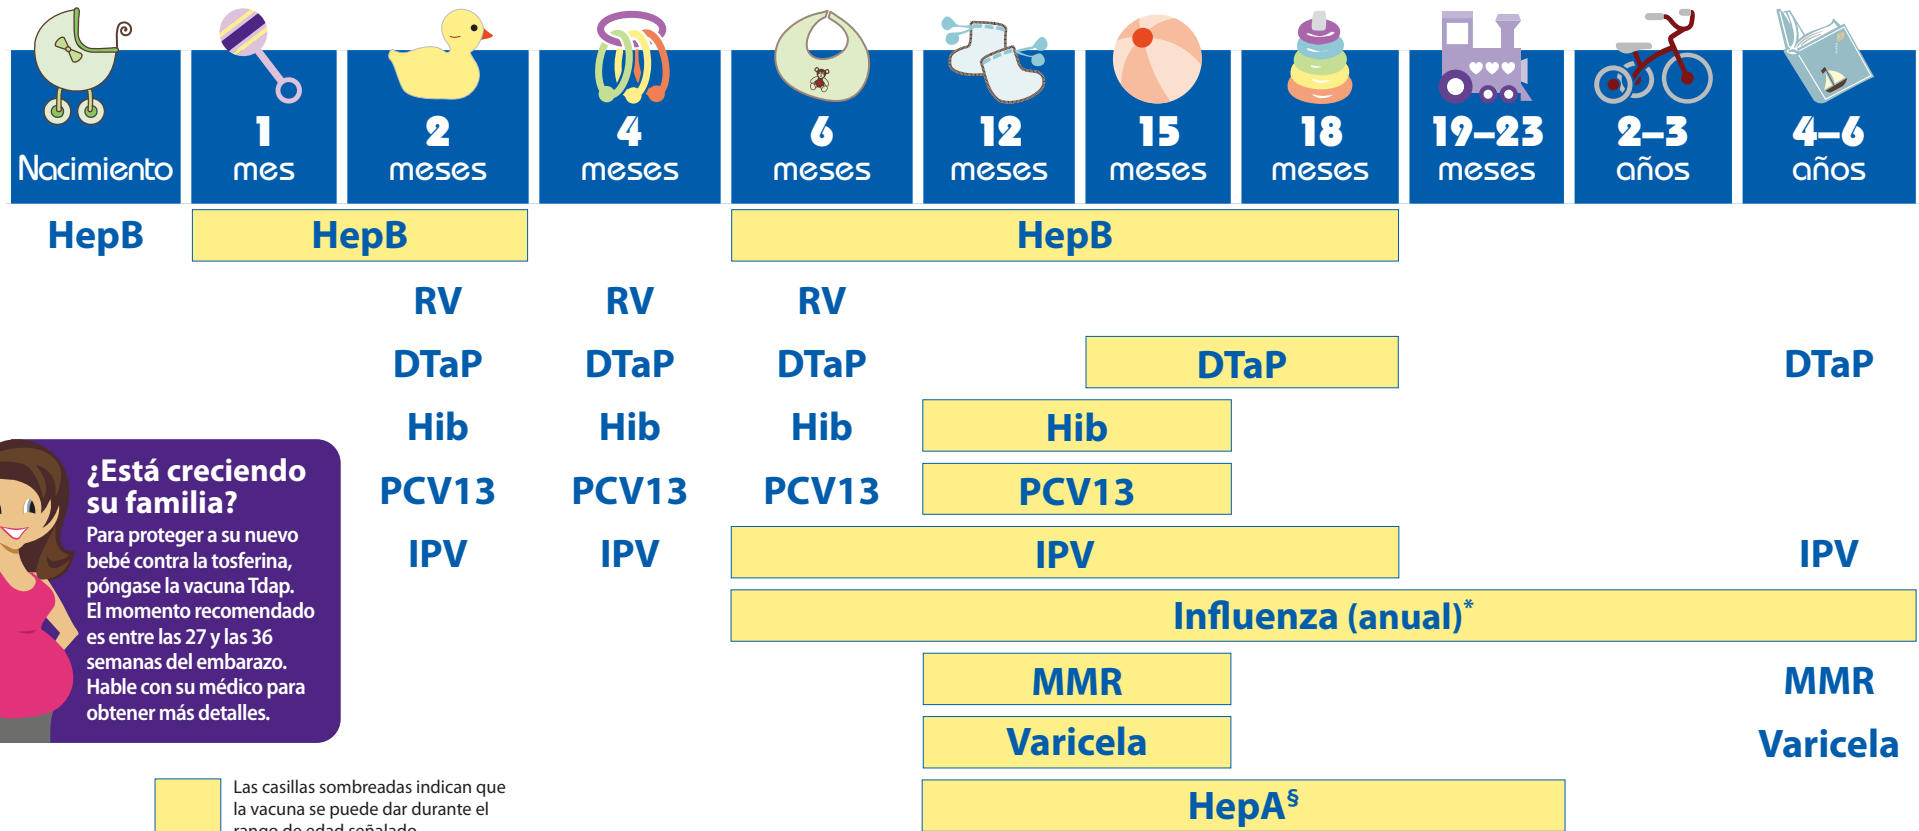 Nacimiento
1
mes
2
meses
4
meses
6
meses
12
meses
15
meses
18
meses
19–23
meses
2–3
años
4–6
años
HepB HepB HepB
RV RV RV
DTaP DTaP DTaP DTaP DTaP
Hib Hib Hib Hib
PCV13 PCV13 PCV13 PCV13
IPV IPV IPV IPV
Influenza (anual)*
MMR MMR
Varicela Varicela
HepA§
¿Está creciendo
su familia?
Para proteger a su nuevo
bebé contra la tosferina,
póngase la vacuna Tdap.
El momento recomendado
es entre las 27 y las 36
semanas del embarazo.
Hable con su médico para
obtener más detalles.
Las casillas sombreadas indican que
la vacuna se puede dar durante el
rango de edad señalado